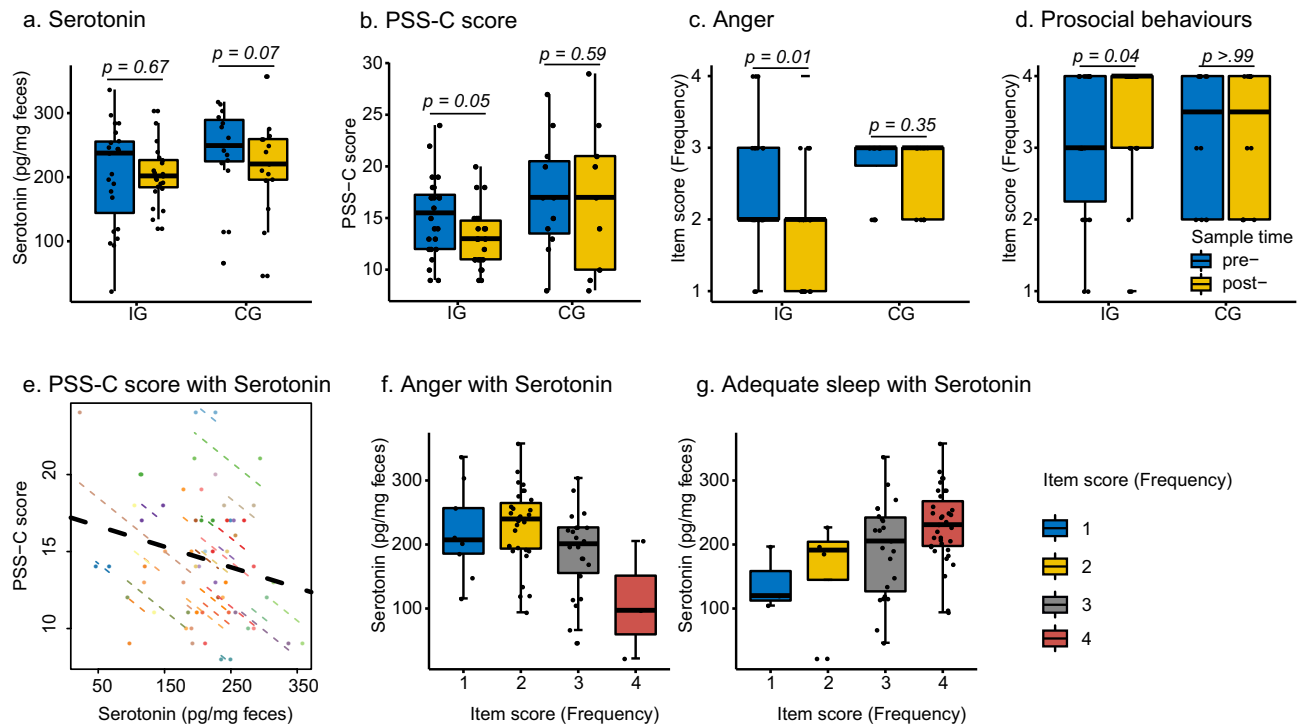 a. Serotonin
b. PSS-C score
c. Anger
d. Prosocial behaviours
p = 0.67
p = 0.07
Serotonin (pg/mg feces)
300
200
100
IG
CG
p = 0.05
p = 0.59
PSS−C score
30
25
20
15
10
IG
CG
p = 0.01
p = 0.35
Item score (Frequency)
4
3
2
1
IG
CG
p = 0.04
p >.99
Item score (Frequency)
4
3
2
1
IG
CG
Sample time
pre−
post−
e. PSS-C score with Serotonin
f. Anger with Serotonin
g. Adequate sleep with Serotonin
PSS−C score
20
15
10
50
150
250
350
Serotonin (pg/mg feces)
Serotonin (pg/mg feces)
300
200
100
1
2
3
4
Item score (Frequency)
Serotonin (pg/mg feces)
300
200
100
1
2
3
4
Item score (Frequency)
Item score (Frequency)
1
2
3
4